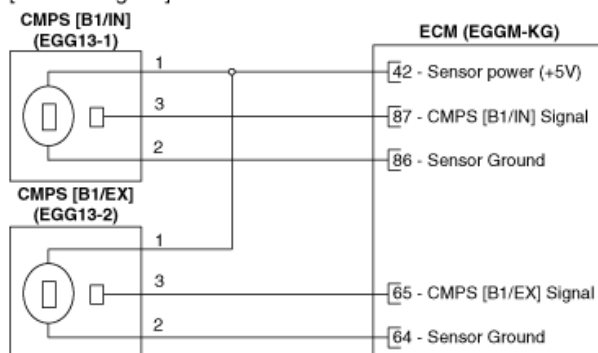 CMPS [B1/IN]
(EGG13-1)
ECM (EGGM-KG)
1
42 - Sensor power (+5V)
3
87 - CMPS [B1/IN] Signal
2
86 - Sensor Ground
CMPS [B1/EX]
(EGG13-2)
1
3
65 - CMPS [B1/EX] Signal
2
64 - Sensor Ground